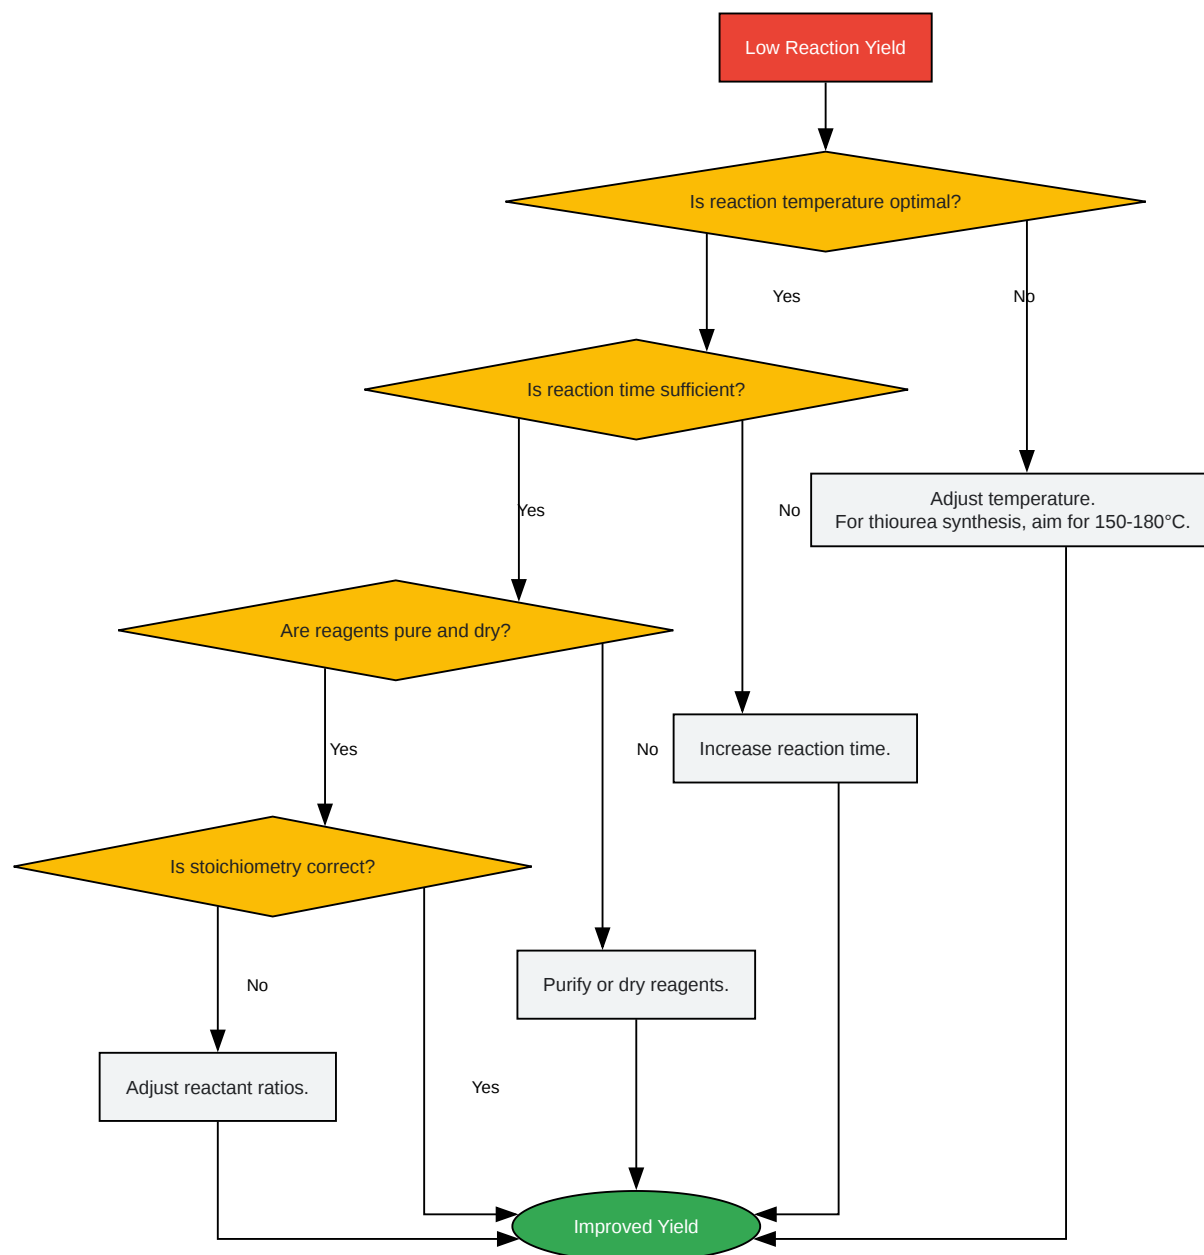 Low Reaction Yield
Is reaction temperature optimal?
Yes
No
Is reaction time sufficient?
Adjust temperature.
For thiourea synthesis, aim for 150-180°C.
Yes
No
Are reagents pure and dry?
Yes
No
Increase reaction time.
Is stoichiometry correct?
No
Purify or dry reagents.
Adjust reactant ratios.
Yes
Improved Yield